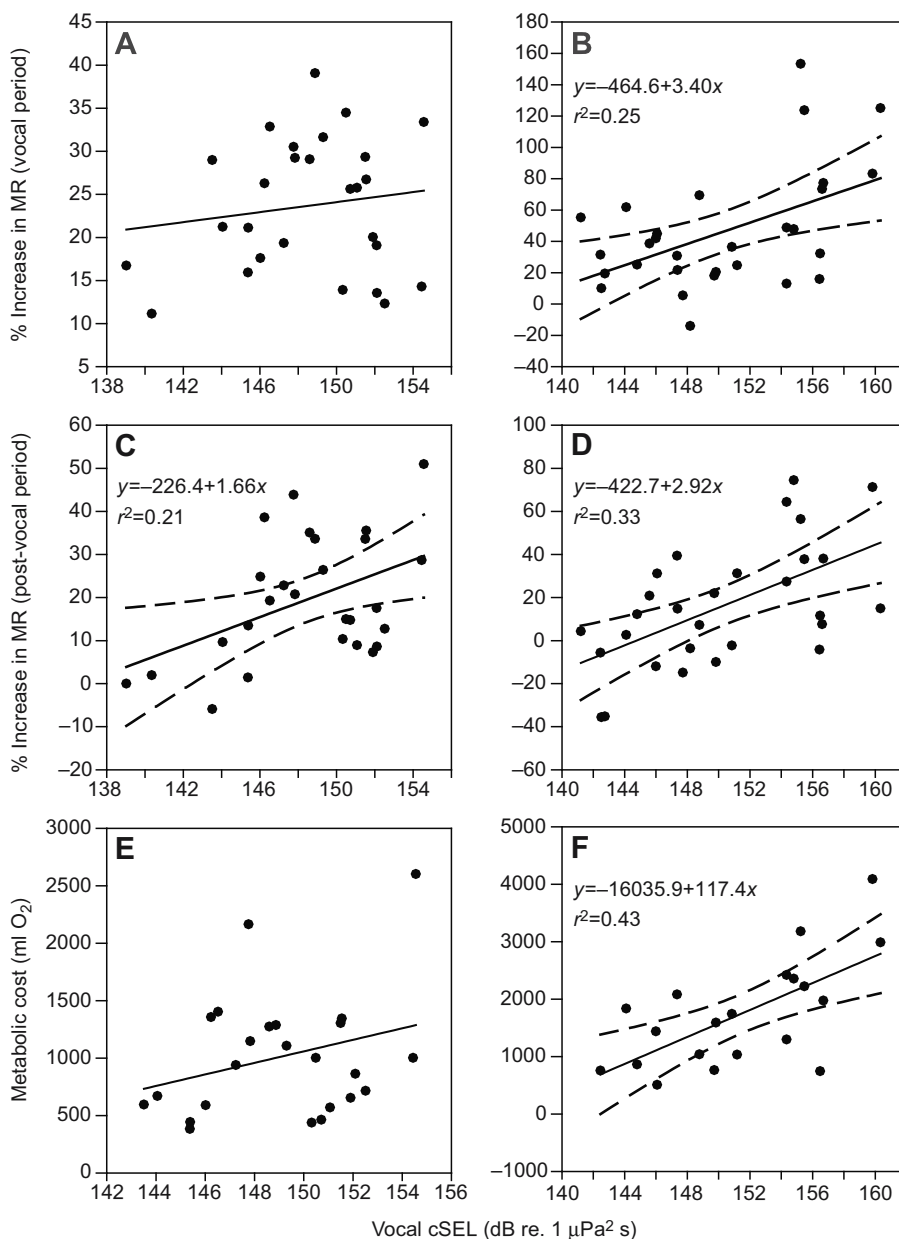 % Increase in MR (vocal period)
A
45
40
35
30
25
20
15
10
5
138 142 146 150 154
B
y=–464.6+3.40x
r²=0.25
180
160
140
120
100
80
60
40
20
0
–20
–40
140 144 148 152 156 160
% Increase in MR (post-vocal period)
C
y=–226.4+1.66x
r²=0.21
60
50
40
30
20
10
0
–10
–20
138 142 146 150 154
D
y=–422.7+2.92x
r²=0.33
100
80
60
40
20
0
–20
–40
–60
140 144 148 152 156 160
Metabolic cost (ml O₂)
E
3000
2500
2000
1500
1000
500
0
142 144 146 148 150 152 154 156
F
y=–16035.9+117.4x
r²=0.43
5000
4000
3000
2000
1000
0
–1000
140 144 148 152 156 160
Vocal cSEL (dB re. 1 μPa² s)